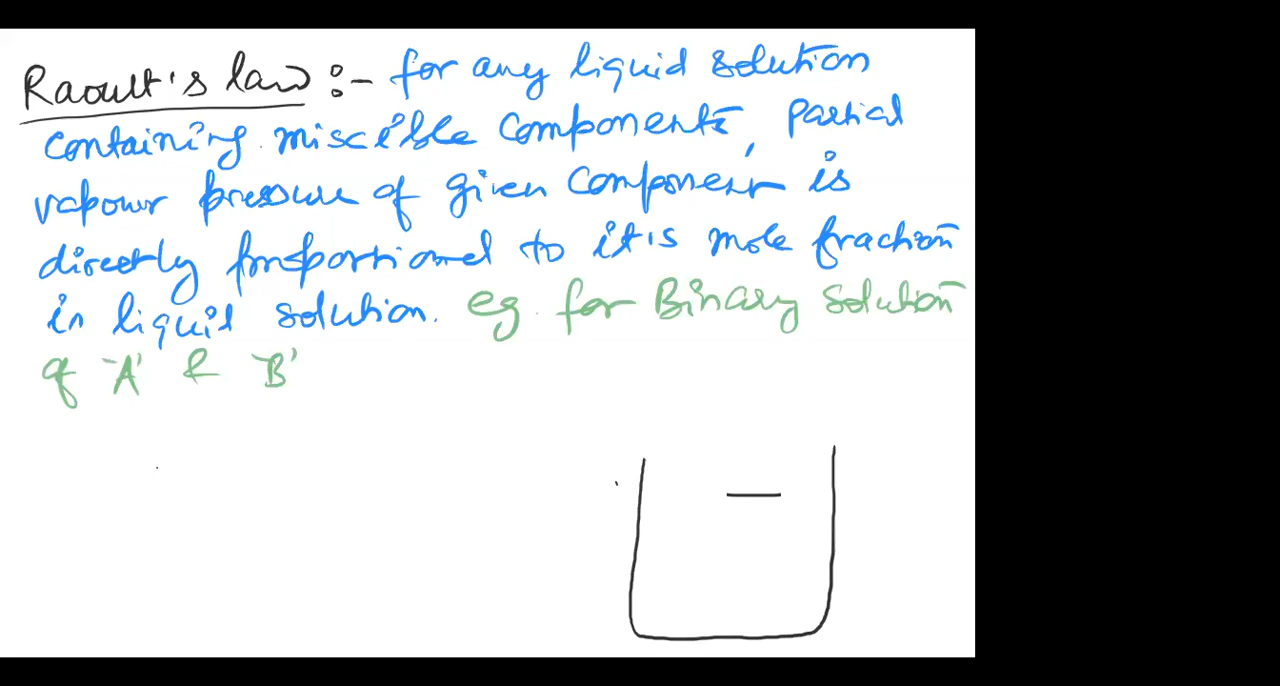 Raoult's law :- for any liquid solution
containing miscible components, partial
vapour pressure of given component is
directly proportional to it's mole fraction
in liquid solution. eg. for Binary solution
of 'A' & 'B'